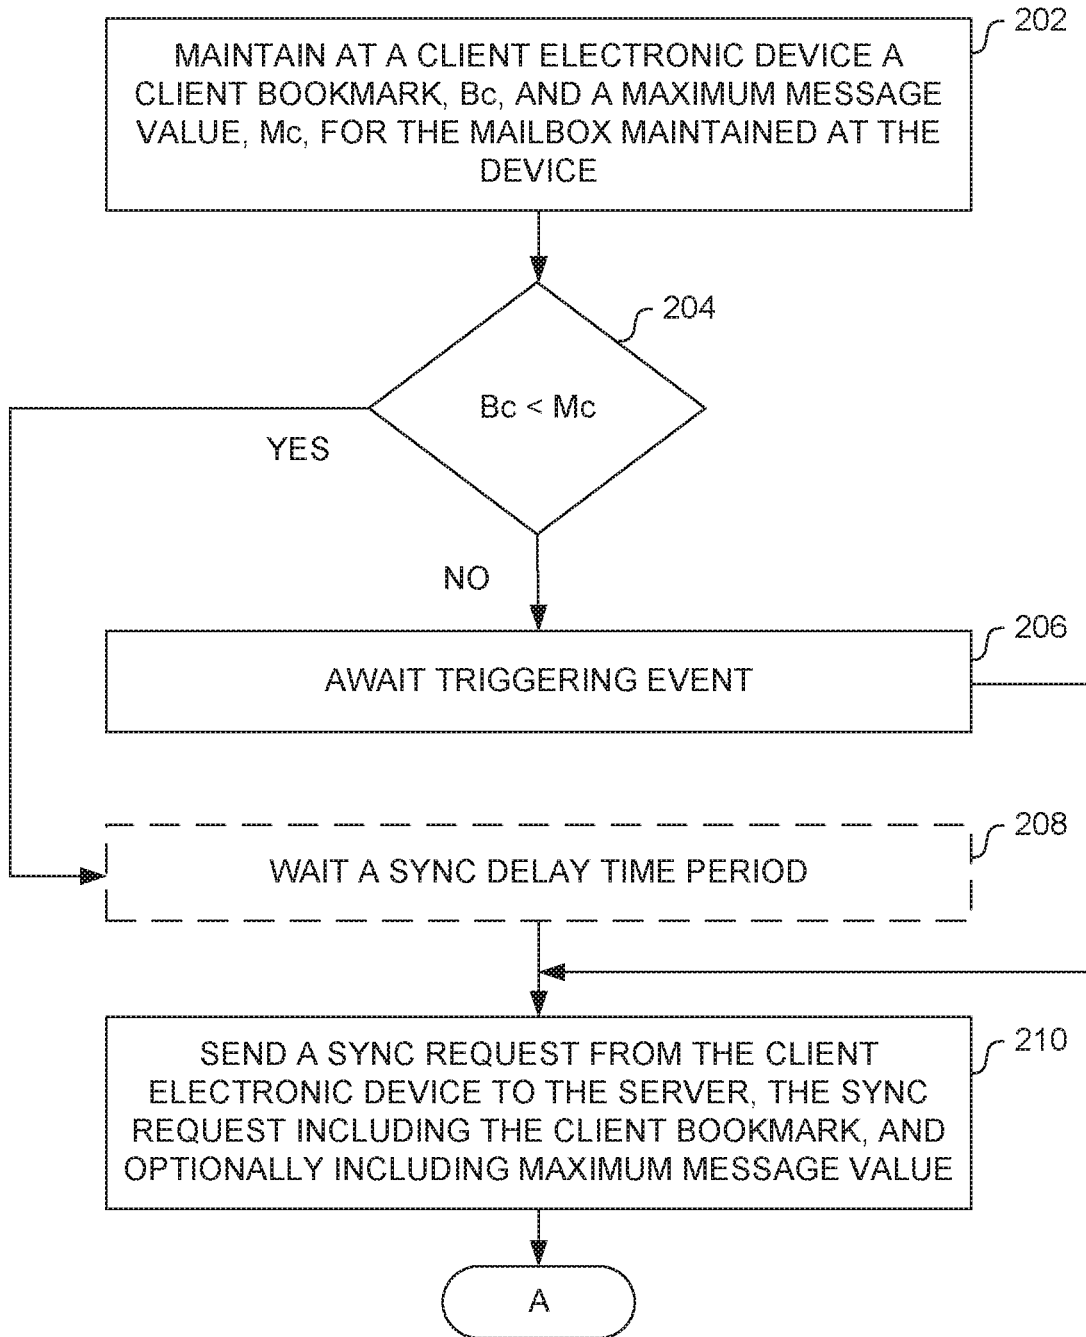 202
MAINTAIN AT A CLIENT ELECTRONIC DEVICE A
CLIENT BOOKMARK, Bc, AND A MAXIMUM MESSAGE
VALUE, Mc, FOR THE MAILBOX MAINTAINED AT THE
DEVICE
204
Bc < Mc
YES
NO
206
AWAIT TRIGGERING EVENT
208
WAIT A SYNC DELAY TIME PERIOD
210
SEND A SYNC REQUEST FROM THE CLIENT
ELECTRONIC DEVICE TO THE SERVER, THE SYNC
REQUEST INCLUDING THE CLIENT BOOKMARK, AND
OPTIONALLY INCLUDING MAXIMUM MESSAGE VALUE
A